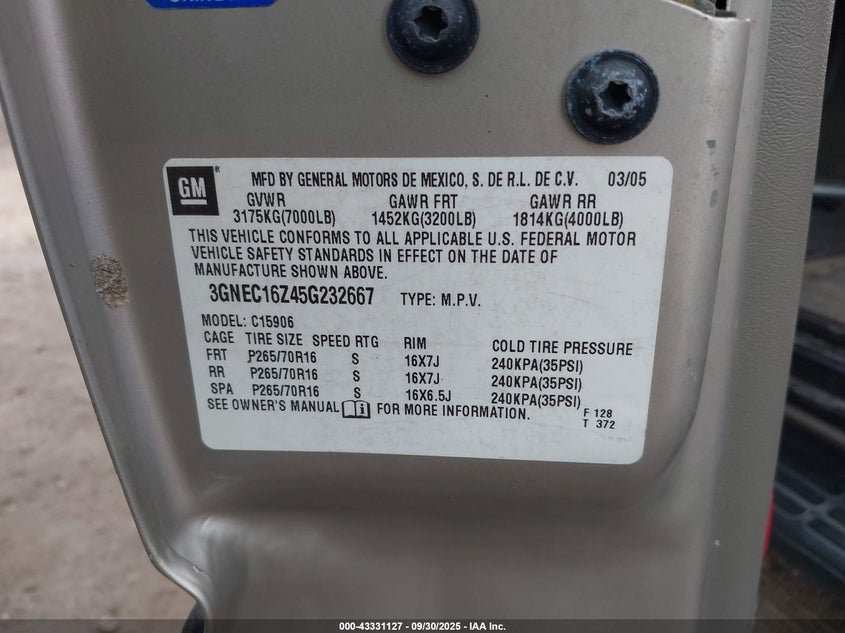 GM
MFD BY GENERAL MOTORS DE MEXICO, S. DE R.L. DE C.V. 03/05
GVWR GAWR FRT GAWR RR
3175KG(7000LB) 1452KG(3200LB) 1814KG(4000LB)
THIS VEHICLE CONFORMS TO ALL APPLICABLE U.S. FEDERAL MOTOR
VEHICLE SAFETY STANDARDS IN EFFECT ON THE DATE OF
MANUFACTURE SHOWN ABOVE.
3GNEC16Z45G232667 TYPE: M.P.V.
MODEL: C15906
CAGE TIRE SIZE SPEED RTG RIM COLD TIRE PRESSURE
FRT P265/70R16 S 16X7J 240KPA(35PSI)
RR P265/70R16 S 16X7J 240KPA(35PSI)
SPA P265/70R16 S 16X6.5J 240KPA(35PSI)
SEE OWNER'S MANUAL FOR MORE INFORMATION.
F 128
T 372
000-43331127 - 09/30/2025 - IAA Inc.